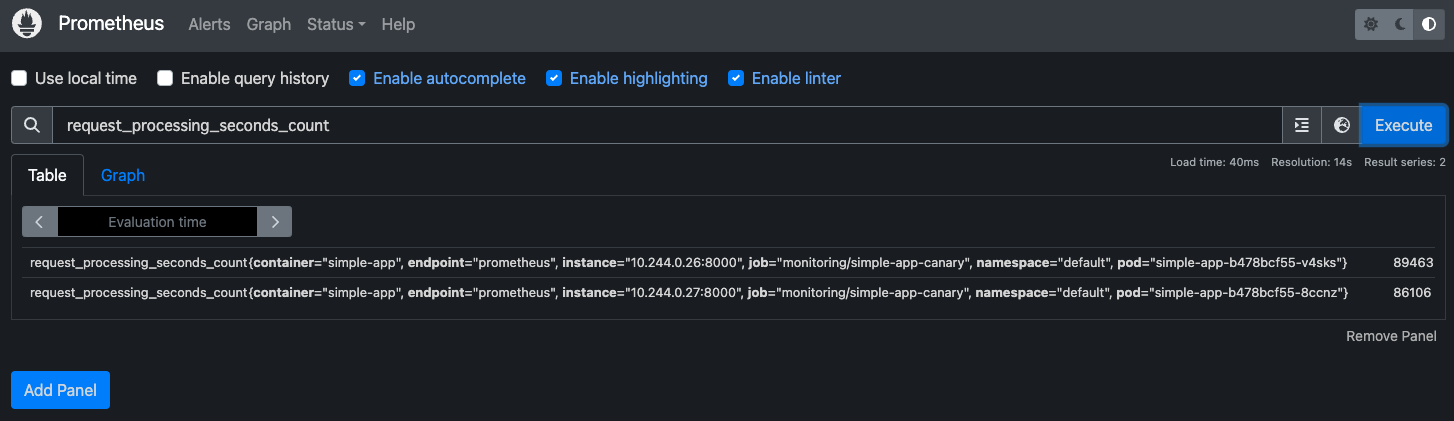 Prometheus Alerts Graph Status Help
Use local time Enable query history Enable autocomplete Enable highlighting Enable linter
request_processing_seconds_count Execute
Load time: 40ms Resolution: 14s Result series: 2
Table Graph
Evaluation time
request_processing_seconds_count{container="simple-app", endpoint="prometheus", instance="10.244.0.26:8000", job="monitoring/simple-app-canary", namespace="default", pod="simple-app-b478bcf55-v4sks"} 89463
request_processing_seconds_count{container="simple-app", endpoint="prometheus", instance="10.244.0.27:8000", job="monitoring/simple-app-canary", namespace="default", pod="simple-app-b478bcf55-8ccnz"} 86106
Remove Panel
Add Panel